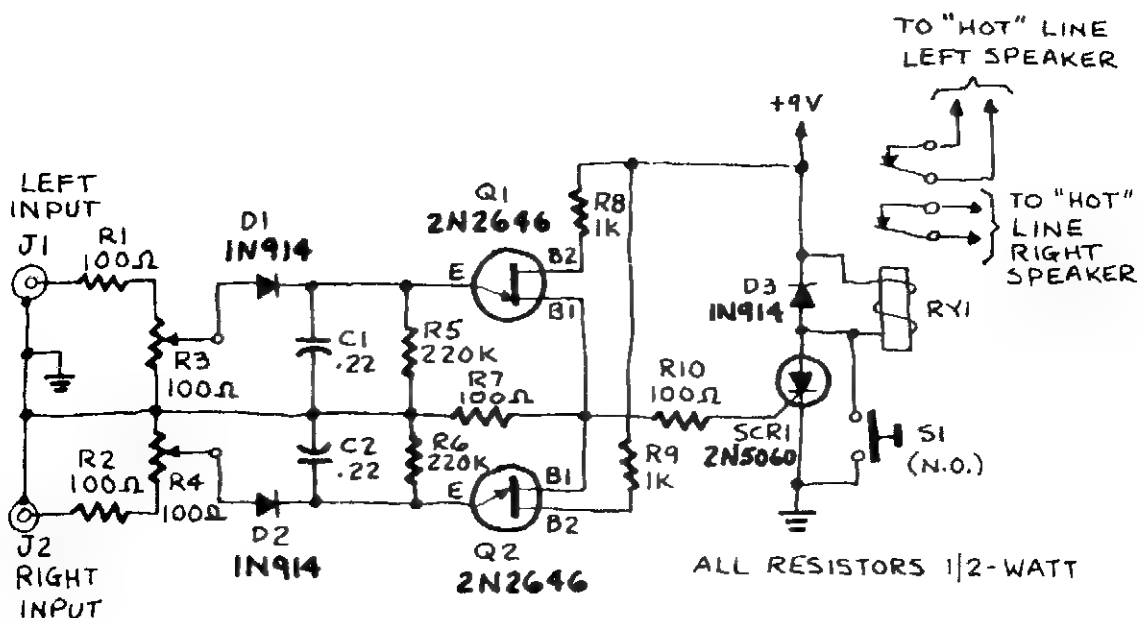 TO "HOT" LINE
LEFT SPEAKER
+9V
LEFT
INPUT
J1
R1
100Ω
D1
1N914
Q1
2N2646
R8
1K
B2
E
B1
TO "HOT"
LINE
RIGHT
SPEAKER
D3
1N914
RY1
R3
100Ω
C1
.22
R5
220K
R7
100Ω
R10
100Ω
SCR1
2N5060
S1
(N.O.)
R2
100Ω
R4
100Ω
C2
.22
R6
220K
E
B1
B2
R9
1K
J2
RIGHT
INPUT
D2
1N914
Q2
2N2646
ALL RESISTORS 1/2-WATT